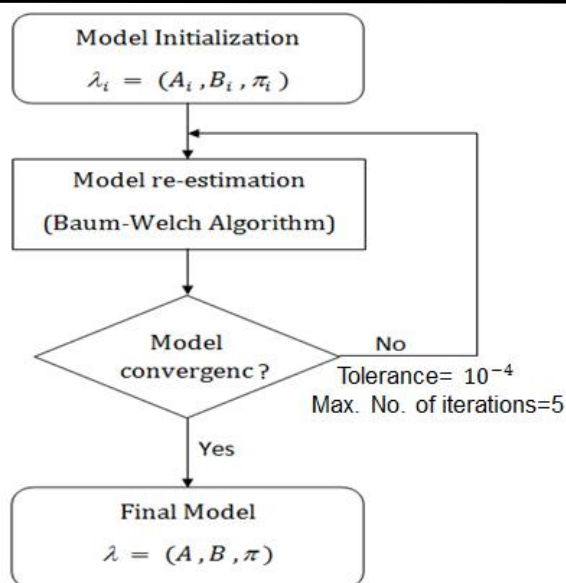 Model Initialization
λᵢ = (Aᵢ , Bᵢ , πᵢ )
Model re-estimation
(Baum-Welch Algorithm)
Model
convergenc ?
No
Tolerance= 10⁻⁴
Max. No. of iterations=5
Yes
Final Model
λ = (A , B , π)